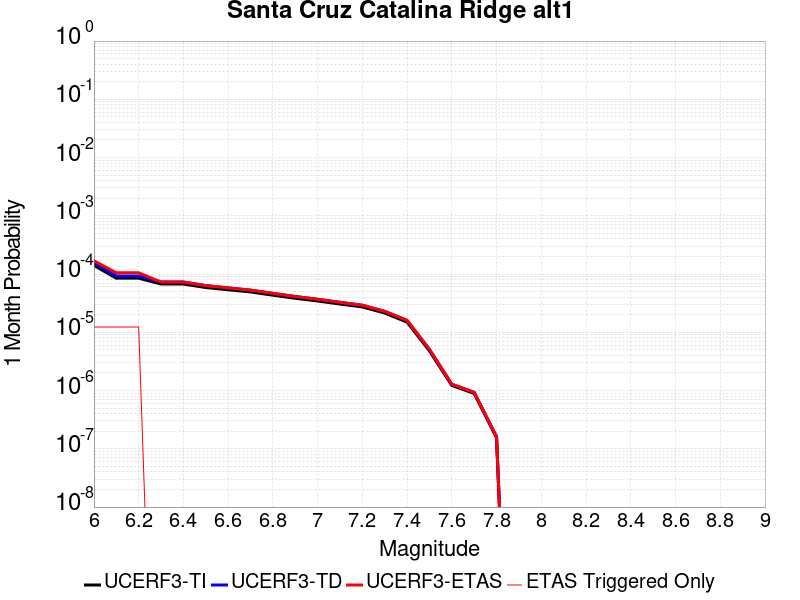 Santa Cruz Catalina Ridge alt1
10^0
10^-1
10^-2
10^-3
10^-4
10^-5
10^-6
10^-7
10^-8
1 Month Probability
6 6.2 6.4 6.6 6.8 7 7.2 7.4 7.6 7.8 8 8.2 8.4 8.6 8.8 9
Magnitude
UCERF3-TI UCERF3-TD UCERF3-ETAS ETAS Triggered Only